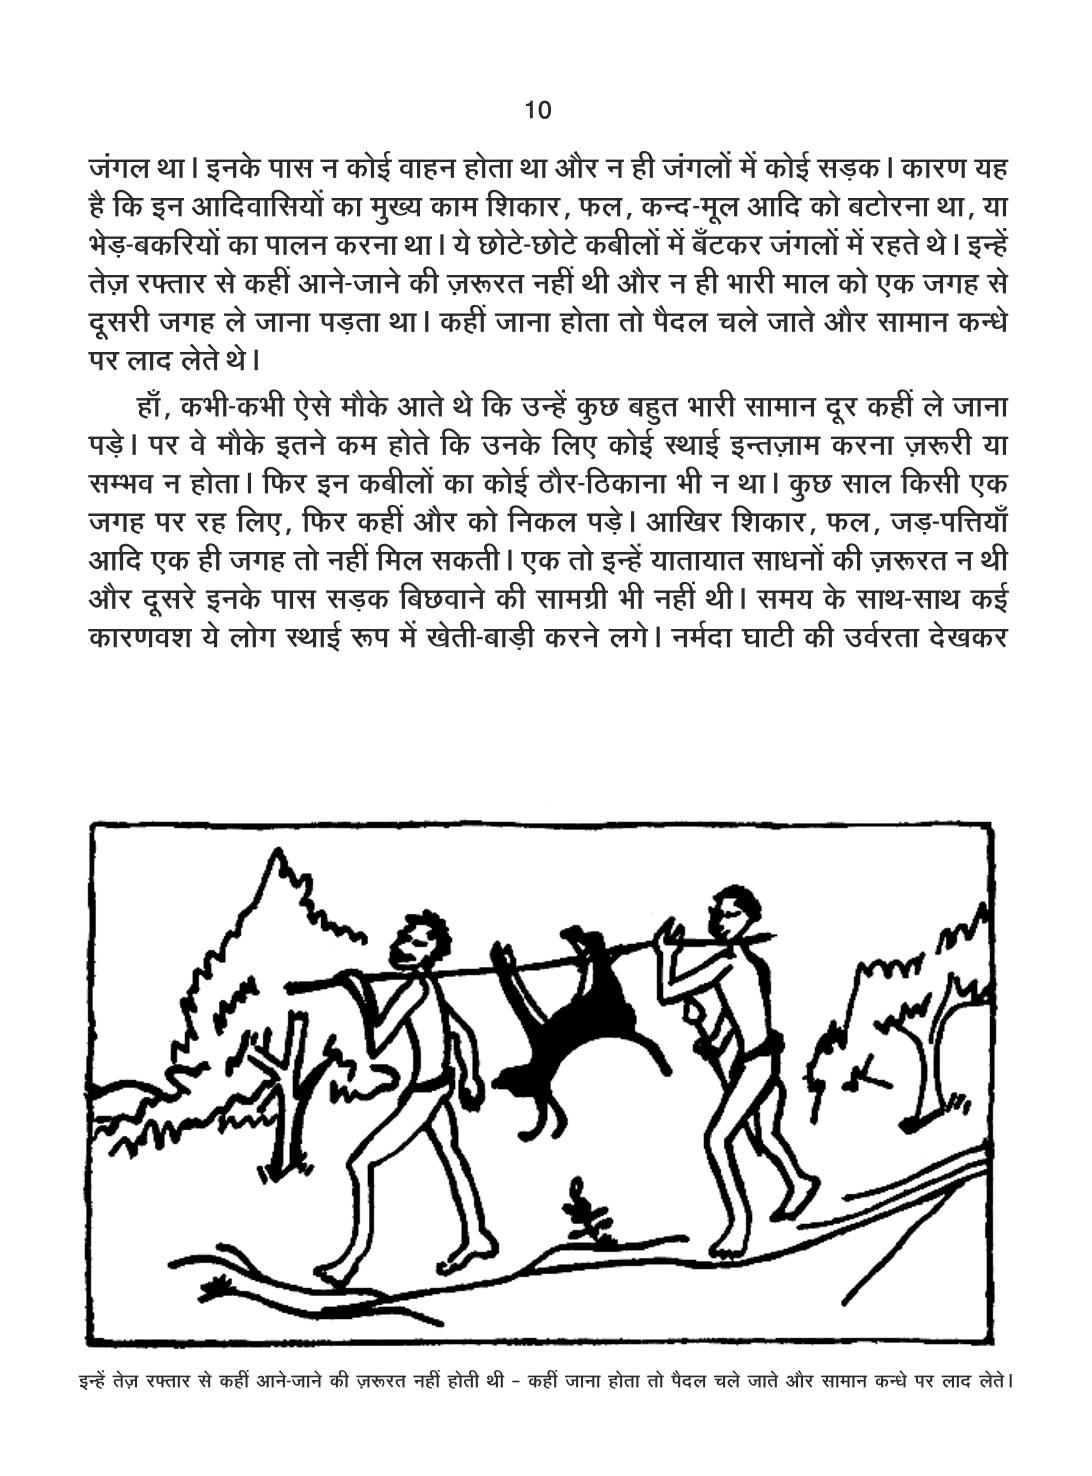 10
जंगल था। इनके पास न कोई वाहन होता था और न ही जंगलों में कोई सड़क। कारण यह
है कि इन आदिवासियों का मुख्य काम शिकार, फल, कन्द-मूल आदि को बटोरना था, या
भेड़-बकरियों का पालन करना था। ये छोटे-छोटे कबीलों में बँटकर जंगलों में रहते थे। इन्हें
तेज़ रफ्तार से कहीं आने-जाने की ज़रूरत नहीं थी और न ही भारी माल को एक जगह से
दूसरी जगह ले जाना पड़ता था। कहीं जाना होता तो पैदल चले जाते और सामान कन्धे
पर लाद लेते थे।
हाँ, कभी-कभी ऐसे मौके आते थे कि उन्हें कुछ बहुत भारी सामान दूर कहीं ले जाना
पड़े। पर वे मौके इतने कम होते कि उनके लिए कोई स्थाई इन्तज़ाम करना ज़रूरी या
सम्भव न होता। फिर इन कबीलों का कोई ठौर-ठिकाना भी न था। कुछ साल किसी एक
जगह पर रह लिए, फिर कहीं और को निकल पड़े। आखिर शिकार, फल, जड़-पत्तियाँ
आदि एक ही जगह तो नहीं मिल सकती। एक तो इन्हें यातायात साधनों की ज़रूरत न थी
और दूसरे इनके पास सड़क बिछवाने की सामग्री भी नहीं थी। समय के साथ-साथ कई
कारणवश ये लोग स्थाई रूप में खेती-बाड़ी करने लगे। नर्मदा घाटी की उर्वरता देखकर
इन्हें तेज़ रफ्तार से कहीं आने-जाने की ज़रूरत नहीं होती थी – कहीं जाना होता तो पैदल चले जाते और सामान कन्धे पर लाद लेते।